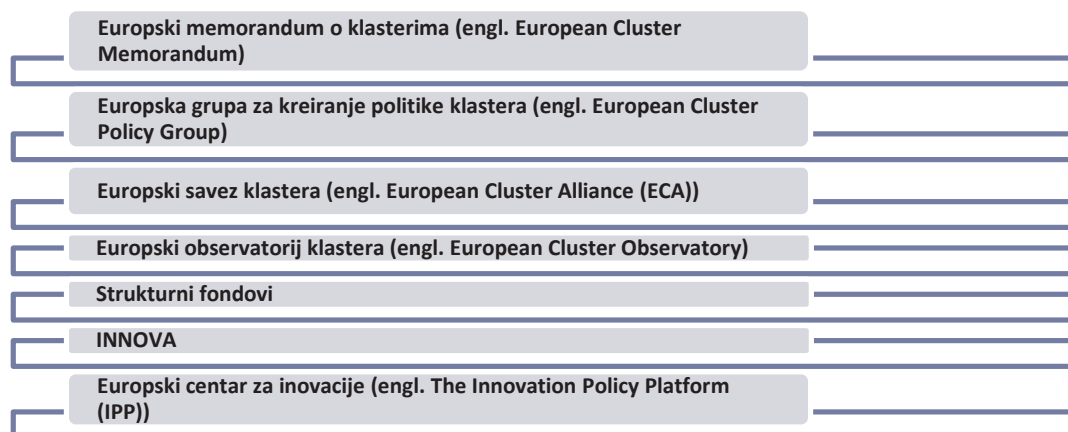 Europski memorandum o klasterima (engl. European Cluster
Memorandum)
Europska grupa za kreiranje politike klastera (engl. European Cluster
Policy Group)
Europski savez klastera (engl. European Cluster Alliance (ECA))
Europski observatorij klastera (engl. European Cluster Observatory)
Strukturni fondovi
INNOVA
Europski centar za inovacije (engl. The Innovation Policy Platform
(IPP))